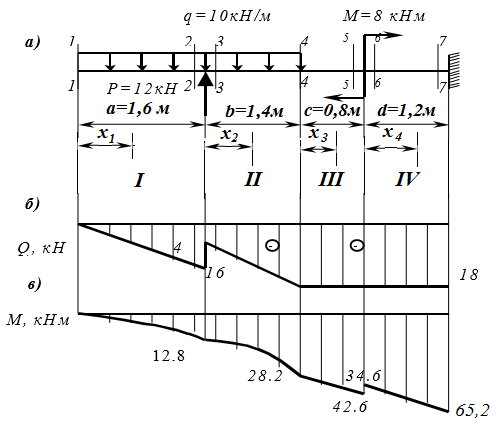 q=10кН/м M=8 кНм
а) 1 2 3 4 5 6 7
1 P=12кН 2 3 4 5 6 7
a=1,6 м b=1,4м c=0,8м d=1,2м
x1 x2 x3 x4
I II III IV
б)
Q, кН 4 16 - - 18
в)
М, кНм
12.8 28.2 34.6
42.6 65,2